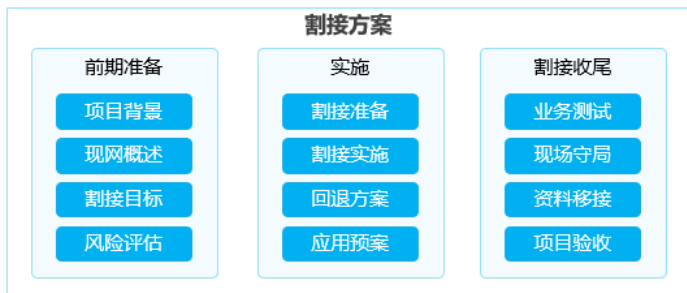 割接方案
前期准备
项目背景
现网概述
割接目标
风险评估
实施
割接准备
割接实施
回退方案
应用预案
割接收尾
业务测试
现场守局
资料移接
项目验收